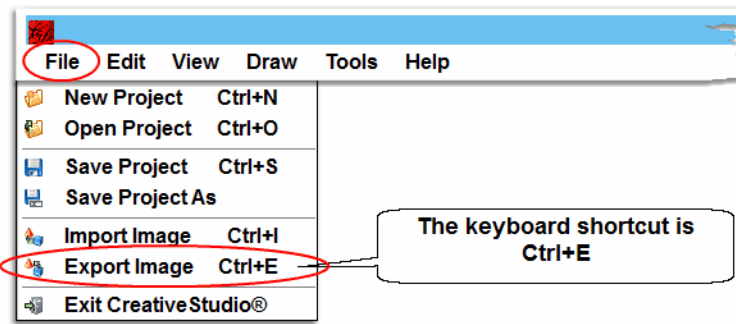 File Edit View Draw Tools Help
New Project Ctrl+N
Open Project Ctrl+O
Save Project Ctrl+S
Save Project As
Import Image Ctrl+I
Export Image Ctrl+E
Exit CreativeStudio®
The keyboard shortcut is
Ctrl+E